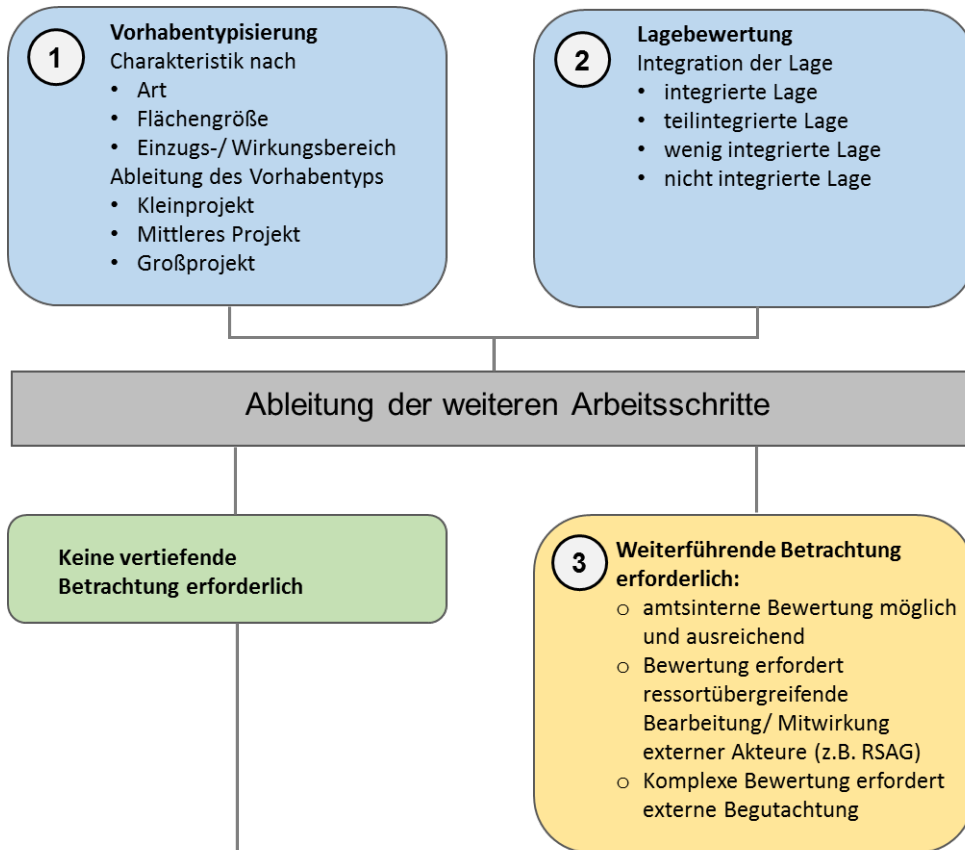 1
Vorhabentypisierung
Charakteristik nach
• Art
• Flächengröße
• Einzugs-/ Wirkungsbereich
Ableitung des Vorhabentyps
• Kleinprojekt
• Mittleres Projekt
• Großprojekt
2
Lagebewertung
Integration der Lage
• integrierte Lage
• teilintegrierte Lage
• wenig integrierte Lage
• nicht integrierte Lage
Ableitung der weiteren Arbeitsschritte
Keine vertiefende
Betrachtung erforderlich
3
Weiterführende Betrachtung
erforderlich:
o amtsinterne Bewertung möglich
und ausreichend
o Bewertung erfordert
ressortübergreifende
Bearbeitung/ Mitwirkung
externer Akteure (z.B. RSAG)
o Komplexe Bewertung erfordert
externe Begutachtung